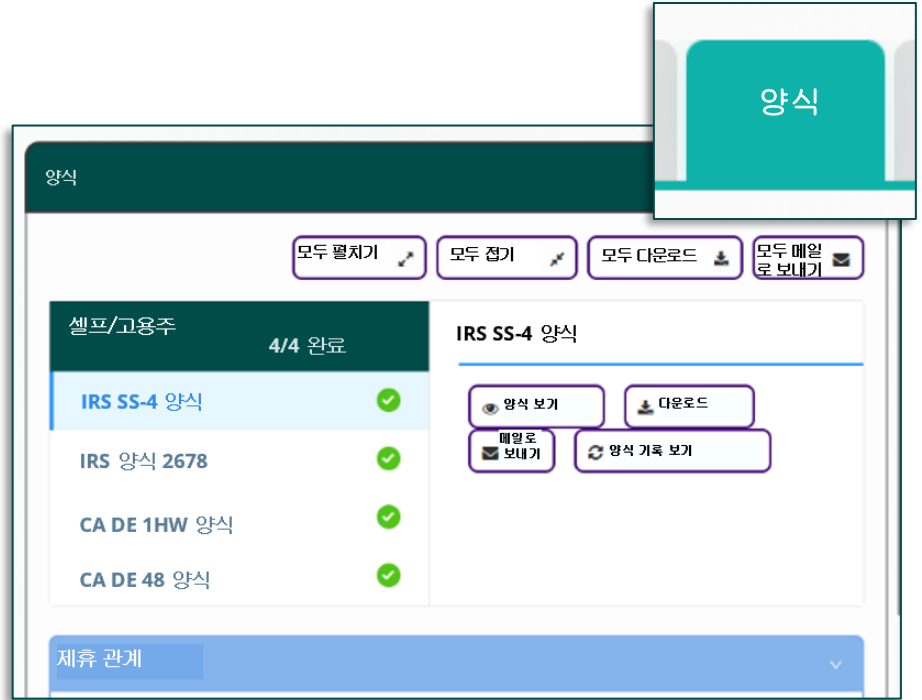 양식
양식
모두 펼치기
모두 접기
모두 다운로드
모두 메일
로 보내기
셀프/고용주
4/4 완료
IRS SS-4 양식
IRS 양식 2678
CA DE 1HW 양식
CA DE 48 양식
IRS SS-4 양식
양식 보기
다운로드
메일로
보내기
양식 기록 보기
제휴 관계